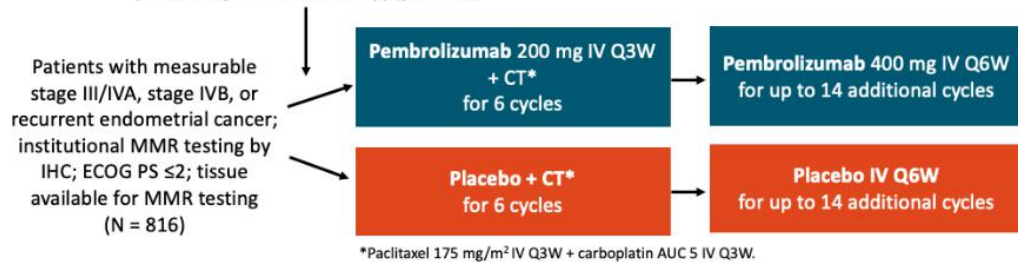 Patients with measurable
stage III/IVA, stage IVB, or
recurrent endometrial cancer;
institutional MMR testing by
IHC; ECOG PS ≤2; tissue
available for MMR testing
(N = 816)
Pembrolizumab 200 mg IV Q3W
+ CT*
for 6 cycles
Pembrolizumab 400 mg IV Q6W
for up to 14 additional cycles
Placebo + CT*
for 6 cycles
Placebo IV Q6W
for up to 14 additional cycles
*Paclitaxel 175 mg/m² IV Q3W + carboplatin AUC 5 IV Q3W.